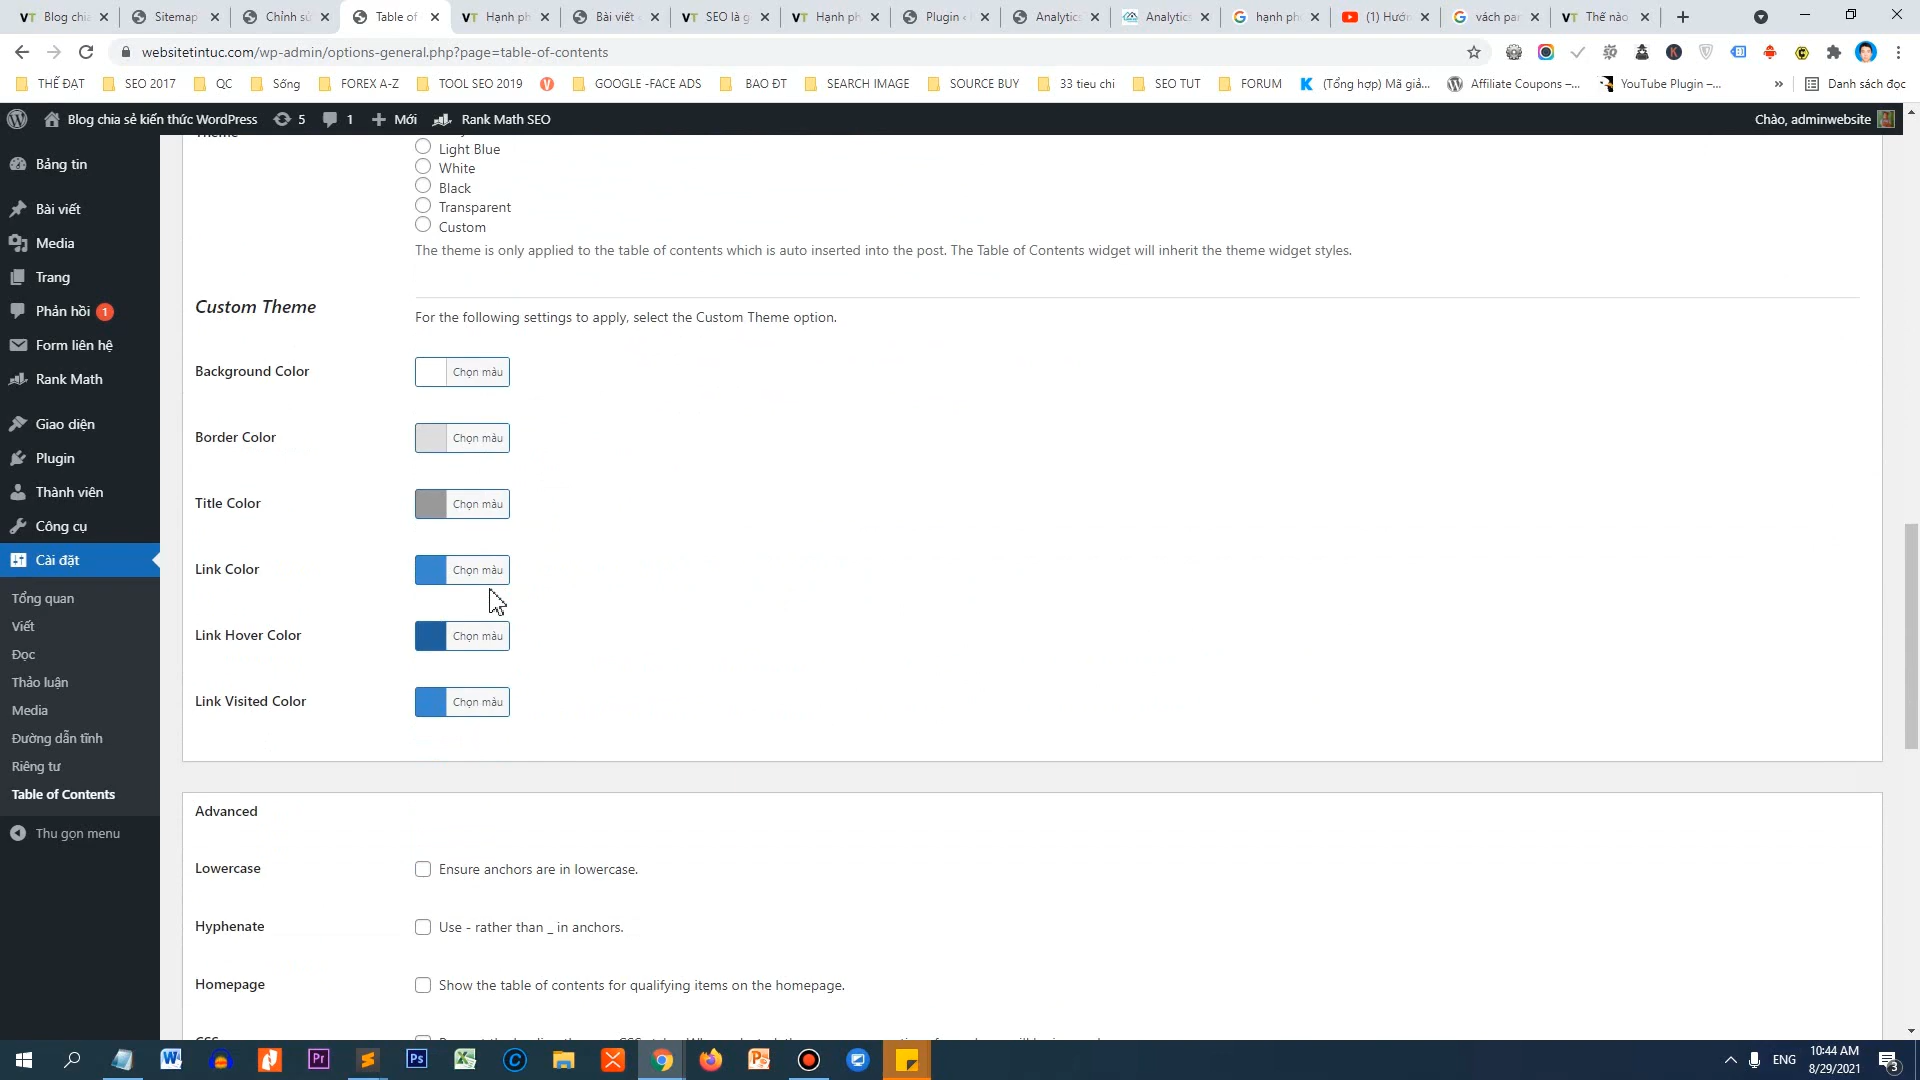 Blog chia
Sitemap
Chỉnh sử
Table of
Hạnh ph
Bài viết
SEO là g
Hạnh ph
Plugin ‹
Analytics
Analytics
hạnh ph
(1) Hướn
vách pan
Thế nào
websitetintuc.com/wp-admin/options-general.php?page=table-of-contents
THẾ ĐẠT
SEO 2017
QC
Sống
FOREX A-Z
TOOL SEO 2019
GOOGLE -FACE ADS
BAO ĐT
SEARCH IMAGE
SOURCE BUY
33 tieu chi
SEO TUT
FORUM
(Tổng hợp) Mã giả...
Affiliate Coupons –...
YouTube Plugin –...
»
Danh sách đọc
Blog chia sẻ kiến thức WordPress
5
1
Mới
Rank Math SEO
Chào, adminwebsite
Bảng tin
Bài viết
Media
Trang
Phản hồi 1
Form liên hệ
Rank Math
Giao diện
Plugin
Thành viên
Công cụ
Cài đặt
Tổng quan
Viết
Đọc
Thảo luận
Media
Đường dẫn tĩnh
Riêng tư
Table of Contents
Thu gọn menu
Theme
Light Blue
White
Black
Transparent
Custom
The theme is only applied to the table of contents which is auto inserted into the post. The Table of Contents widget will inherit the theme widget styles.
Custom Theme
For the following settings to apply, select the Custom Theme option.
Background Color
Chọn màu
Border Color
Chọn màu
Title Color
Chọn màu
Link Color
Chọn màu
Link Hover Color
Chọn màu
Link Visited Color
Chọn màu
Advanced
Lowercase
Ensure anchors are in lowercase.
Hyphenate
Use - rather than _ in anchors.
Homepage
Show the table of contents for qualifying items on the homepage.
CSS
ENG
10:44 AM
8/29/2021
3